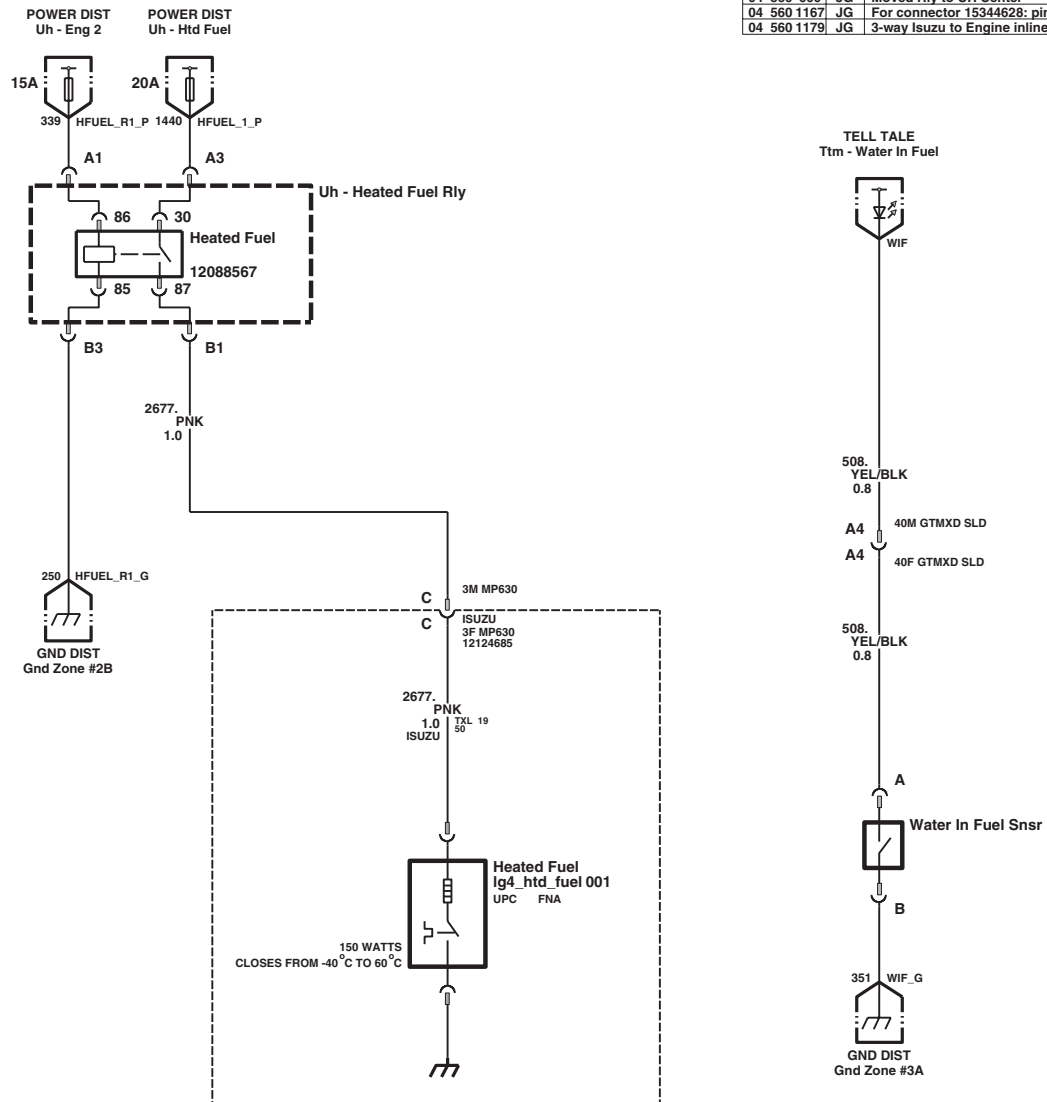 04 560 1167 JG For connector 15344628: pin
04 560 1179 JG 3-way Isuzu to Engine inline
POWER DIST
Uh - Eng 2
POWER DIST
Uh - Htd Fuel
15A
20A
339 HFUEL_R1_P
1440 HFUEL_1_P
A1
A3
Uh - Heated Fuel Rly
86
30
Heated Fuel
12088567
85
87
B3
B1
2677.
PNK
1.0
250 HFUEL_R1_G
GND DIST
Gnd Zone #2B
C
3M MP630
C
ISUZU
3F MP630
12124685
2677.
PNK
1.0
TXL 19
50
ISUZU
Heated Fuel
lg4_htd_fuel 001
UPC FNA
150 WATTS
CLOSES FROM -40°C TO 60°C
TELL TALE
Ttm - Water In Fuel
WIF
508.
YEL/BLK
0.8
A4
40M GTMXD SLD
A4
40F GTMXD SLD
508.
YEL/BLK
0.8
A
Water In Fuel Snsr
B
351 WIF_G
GND DIST
Gnd Zone #3A